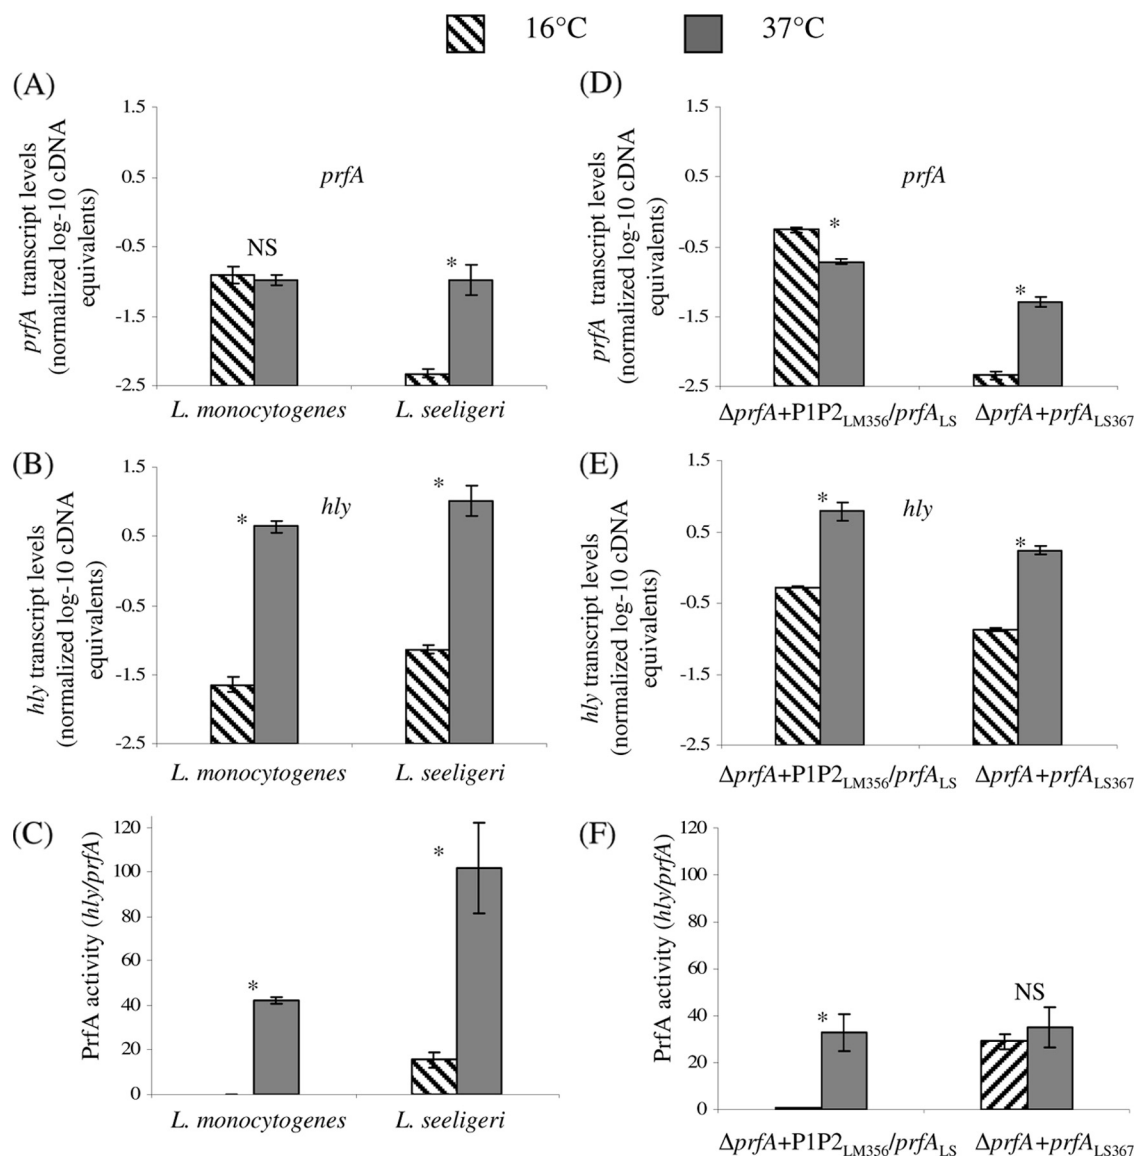 16°C 37°C
(A)
prfA transcript levels
(normalized log-10 cDNA
equivalents)
1.5
0.5
-0.5
-1.5
-2.5
prfA
NS
*
L. monocytogenes L. seeligeri
(D)
prfA transcript levels
(normalized log-10 cDNA
equivalents)
1.5
0.5
-0.5
-1.5
-2.5
prfA
*
*
ΔprfA+P1P2LM356/prfALS ΔprfA+prfALS367
(B)
hly transcript levels
(normalized log-10 cDNA
equivalents)
1.5
0.5
-0.5
-1.5
-2.5
hly
*
*
L. monocytogenes L. seeligeri
(E)
hly transcript levels
(normalized log-10 cDNA
equivalents)
1.5
0.5
-0.5
-1.5
-2.5
hly
*
*
ΔprfA+P1P2LM356/prfALS ΔprfA+prfALS367
(C)
PrfA activity (hly/prfA)
120
100
80
60
40
20
0
*
*
L. monocytogenes L. seeligeri
(F)
PrfA activity (hly/prfA)
120
100
80
60
40
20
0
*
NS
ΔprfA+P1P2LM356/prfALS ΔprfA+prfALS367